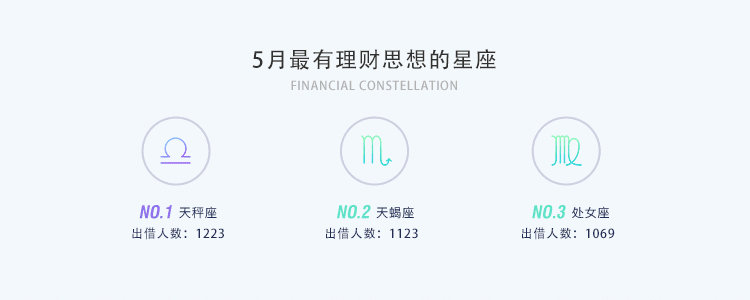 5月最有理财思想的星座
FINANCIAL CONSTELLATION
NO.1 天秤座
出借人数：1223
NO.2 天蝎座
出借人数：1123
NO.3 处女座
出借人数：1069